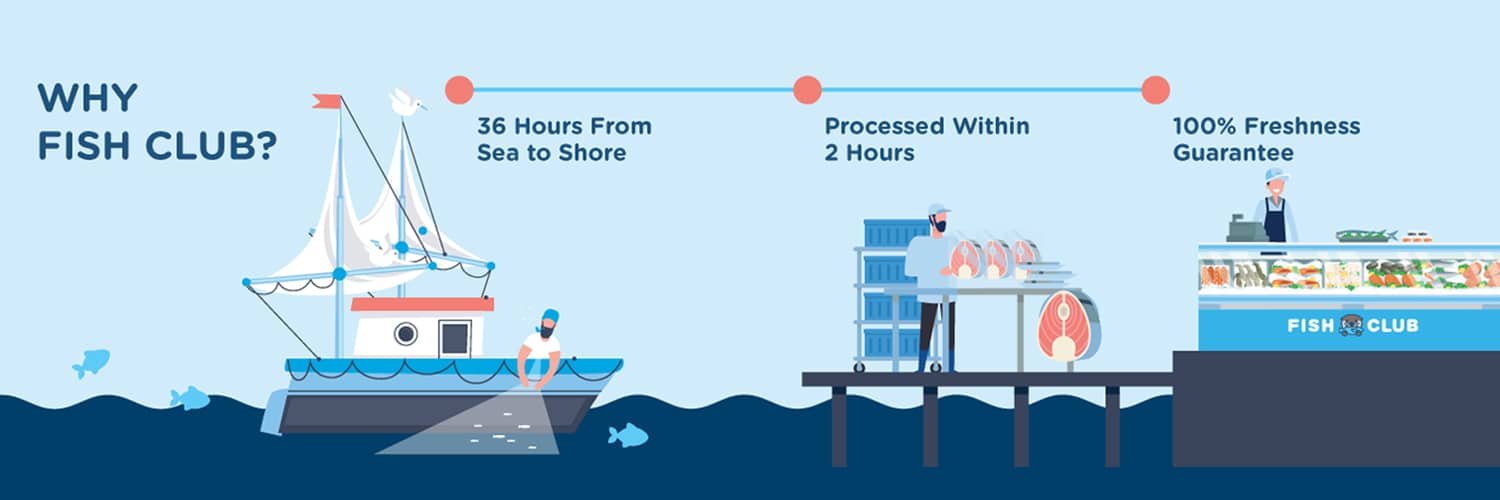 WHY
FISH CLUB?
36 Hours From
Sea to Shore
Processed Within
2 Hours
100% Freshness
Guarantee
FISH CLUB